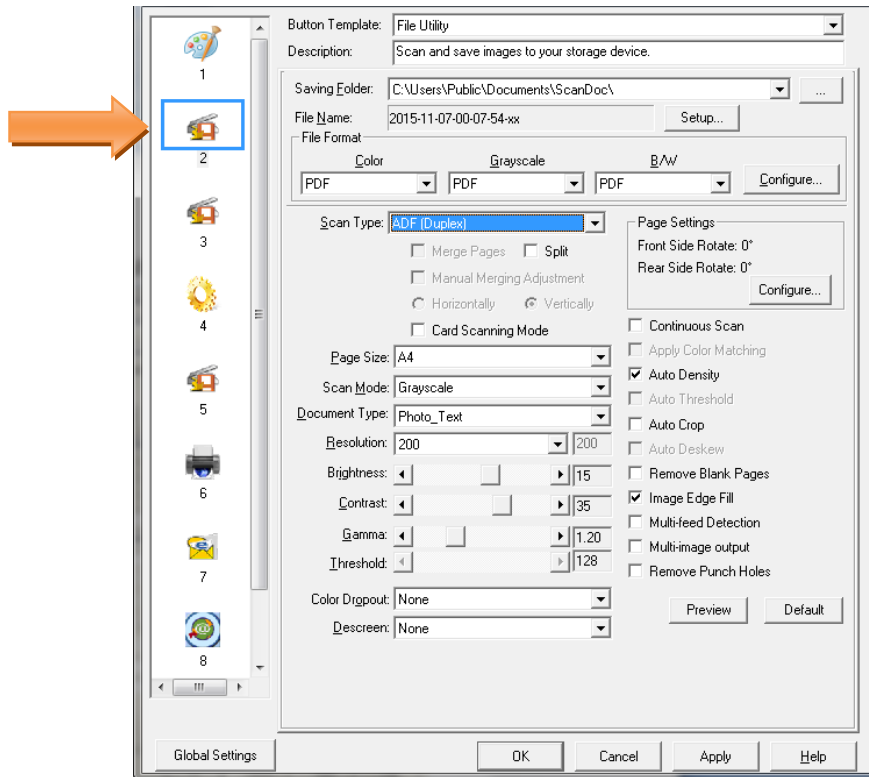 Button Template: File Utility
Description: Scan and save images to your storage device.
Saving Folder: C:\Users\Public\Documents\ScanDoc\ ...
File Name: 2015-11-07-00-07-54-xx Setup...
File Format
Color Grayscale B/W
PDF PDF PDF Configure...
Scan Type: ADF (Duplex)
Merge Pages Split
Manual Merging Adjustment
Horizontally Vertically
Card Scanning Mode
Page Size: A4
Scan Mode: Grayscale
Document Type: Photo_Text
Resolution: 200 200
Brightness: 15
Contrast: 35
Gamma: 1.20
Threshold: 128
Color Dropout: None
Descreen: None
Page Settings
Front Side Rotate: 0°
Rear Side Rotate: 0°
Configure...
Continuous Scan
Apply Color Matching
Auto Density
Auto Threshold
Auto Crop
Auto Deskew
Remove Blank Pages
Image Edge Fill
Multi-feed Detection
Multi-image output
Remove Punch Holes
Preview Default
1
2
3
4
5
6
7
8
Global Settings OK Cancel Apply Help